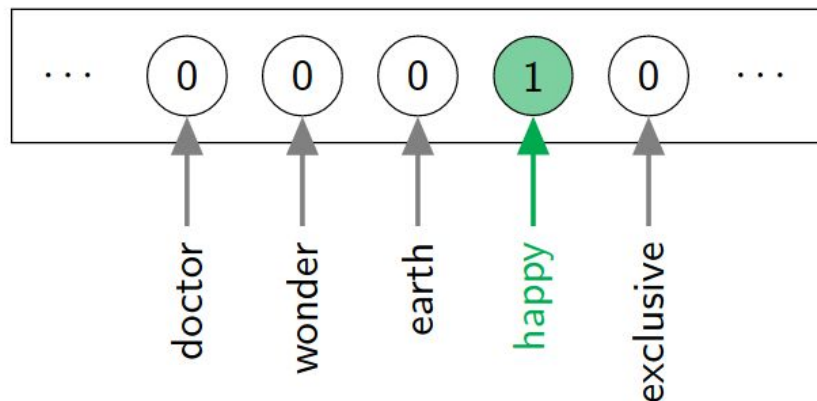 ... 0 0 0 1 0 ...
doctor
wonder
earth
happy
exclusive